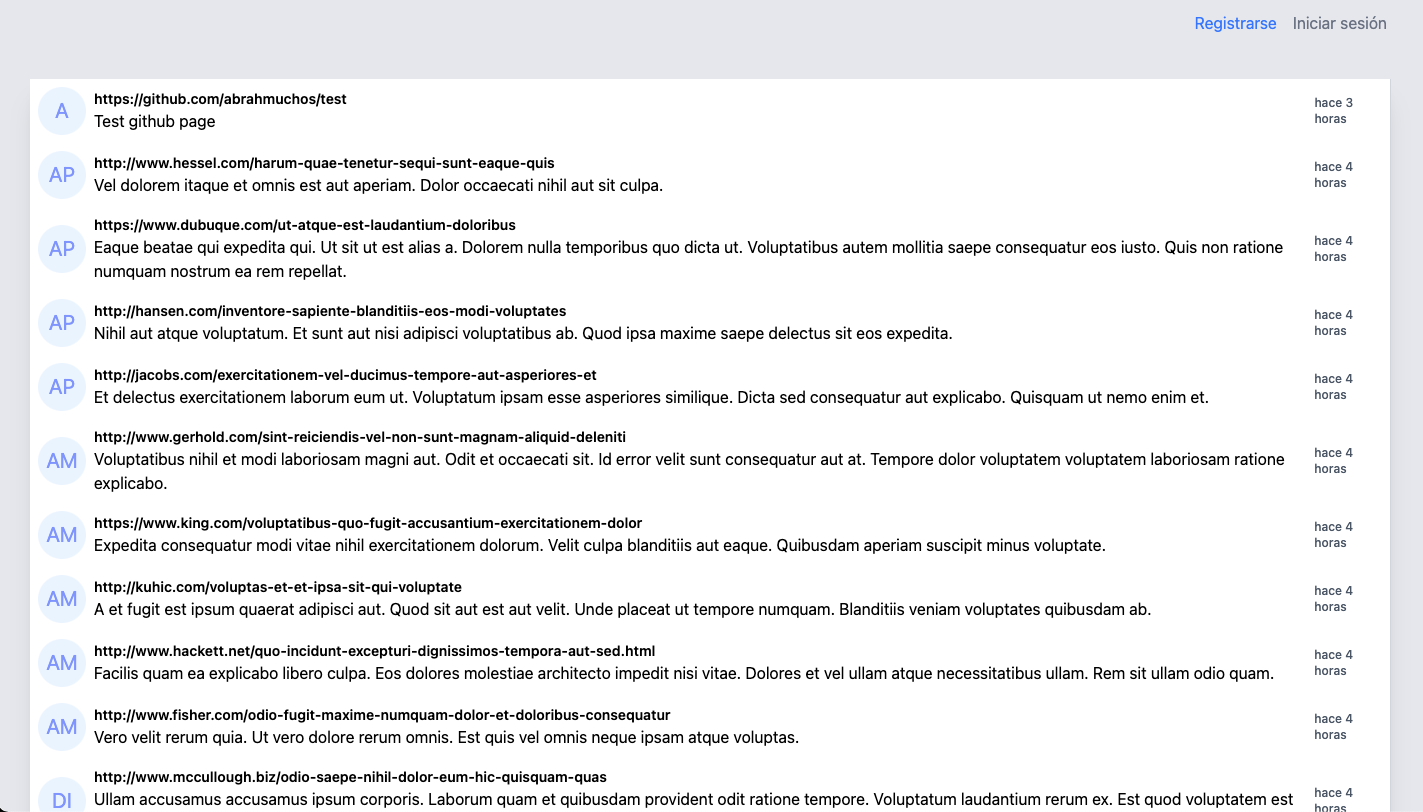 Registrarse Iniciar sesión
A
https://github.com/abrahmuchos/test
Test github page
hace 3
horas
AP
http://www.hessel.com/harum-quae-tenetur-sequi-sunt-eaque-quis
Vel dolorem itaque et omnis est aut aperiam. Dolor occaecati nihil aut sit culpa.
hace 4
horas
AP
https://www.dubuque.com/ut-atque-est-laudantium-doloribus
Eaque beatae qui expedita qui. Ut sit ut est alias a. Dolorem nulla temporibus quo dicta ut. Voluptatibus autem mollitia saepe consequatur eos iusto. Quis non ratione
numquam nostrum ea rem repellat.
hace 4
horas
AP
http://hansen.com/inventore-sapiente-blanditiis-eos-modi-voluptates
Nihil aut atque voluptatum. Et sunt aut nisi adipisci voluptatibus ab. Quod ipsa maxime saepe delectus sit eos expedita.
hace 4
horas
AP
http://jacobs.com/exercitationem-vel-ducimus-tempore-aut-asperiores-et
Et delectus exercitationem laborum eum ut. Voluptatum ipsam esse asperiores similique. Dicta sed consequatur aut explicabo. Quisquam ut nemo enim et.
hace 4
horas
AM
http://www.gerhold.com/sint-reiciendis-vel-non-sunt-magnam-aliquid-deleniti
Voluptatibus nihil et modi laboriosam magni aut. Odit et occaecati sit. Id error velit sunt consequatur aut at. Tempore dolor voluptatem voluptatem laboriosam ratione
explicabo.
hace 4
horas
AM
https://www.king.com/voluptatibus-quo-fugit-accusantium-exercitationem-dolor
Expedita consequatur modi vitae nihil exercitationem dolorum. Velit culpa blanditiis aut eaque. Quibusdam aperiam suscipit minus voluptate.
hace 4
horas
AM
http://kuhic.com/voluptas-et-et-ipsa-sit-qui-voluptate
A et fugit est ipsum quaerat adipisci aut. Quod sit aut est aut velit. Unde placeat ut tempore numquam. Blanditiis veniam voluptates quibusdam ab.
hace 4
horas
AM
http://www.hackett.net/quo-incidunt-excepturi-dignissimos-tempora-aut-sed.html
Facilis quam ea explicabo libero culpa. Eos dolores molestiae architecto impedit nisi vitae. Dolores et vel ullam atque necessitatibus ullam. Rem sit ullam odio quam.
hace 4
horas
AM
http://www.fisher.com/odio-fugit-maxime-numquam-dolor-et-doloribus-consequatur
Vero velit rerum quia. Ut vero dolore rerum omnis. Est quis vel omnis neque ipsam atque voluptas.
hace 4
horas
DI
http://www.mccullough.biz/odio-saepe-nihil-dolor-eum-hic-quisquam-quas
Ullam accusamus accusamus ipsum corporis. Laborum quam et quibusdam provident odit ratione tempore. Voluptatum laudantium rerum ex. Est quod voluptatem est
hace 4
horas